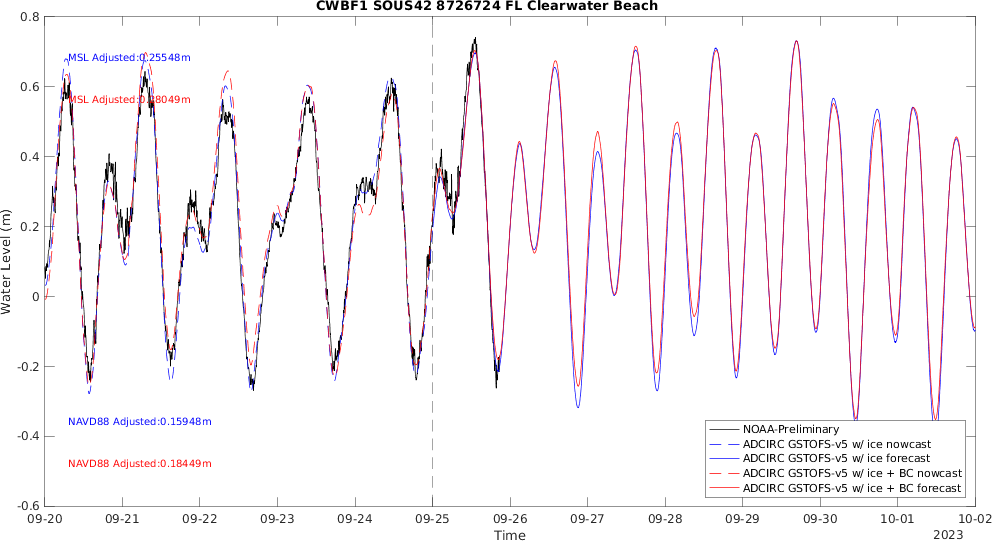 CWBF1 SOUS42 8726724 FL Clearwater Beach
0.8
0.6
0.4
0.2
0
-0.2
-0.4
-0.6
Water Level (m)
MSL Adjusted:0.25548m
MSL Adjusted:0.28049m
NAVD88 Adjusted:0.15948m
NAVD88 Adjusted:0.18449m
NOAA-Preliminary
ADCIRC GSTOFS-v5 w/ ice nowcast
ADCIRC GSTOFS-v5 w/ ice forecast
ADCIRC GSTOFS-v5 w/ ice + BC nowcast
ADCIRC GSTOFS-v5 w/ ice + BC forecast
09-20 09-21 09-22 09-23 09-24 09-25 09-26 09-27 09-28 09-29 09-30 10-01 10-02
Time
2023